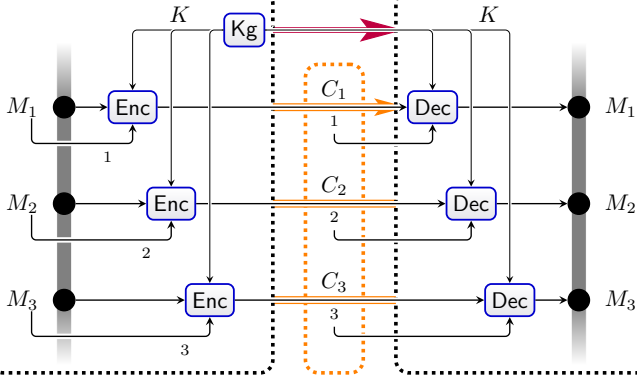 K Kg K
M₁ Enc C₁ Dec M₁
1 1
M₂ Enc C₂ Dec M₂
2 2
M₃ Enc C₃ Dec M₃
3 3